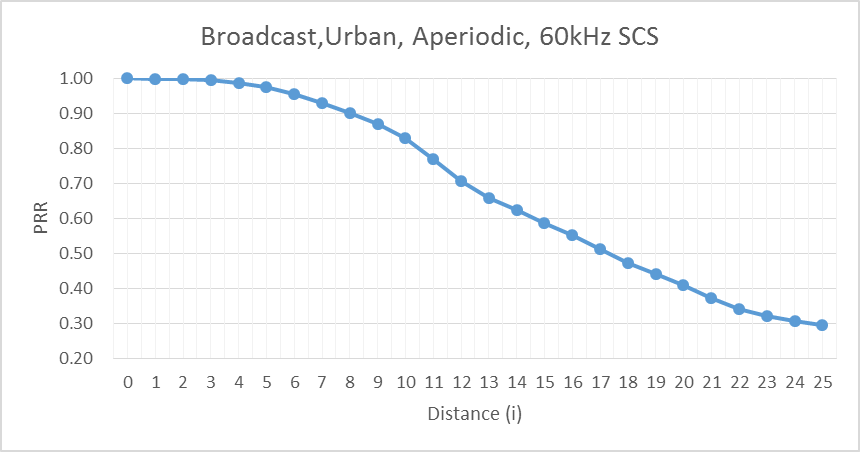 Broadcast,Urban, Aperiodic, 60kHz SCS
1.00
0.90
0.80
0.70
0.60
0.50
0.40
0.30
0.20
PRR
0 1 2 3 4 5 6 7 8 9 10 11 12 13 14 15 16 17 18 19 20 21 22 23 24 25
Distance (i)